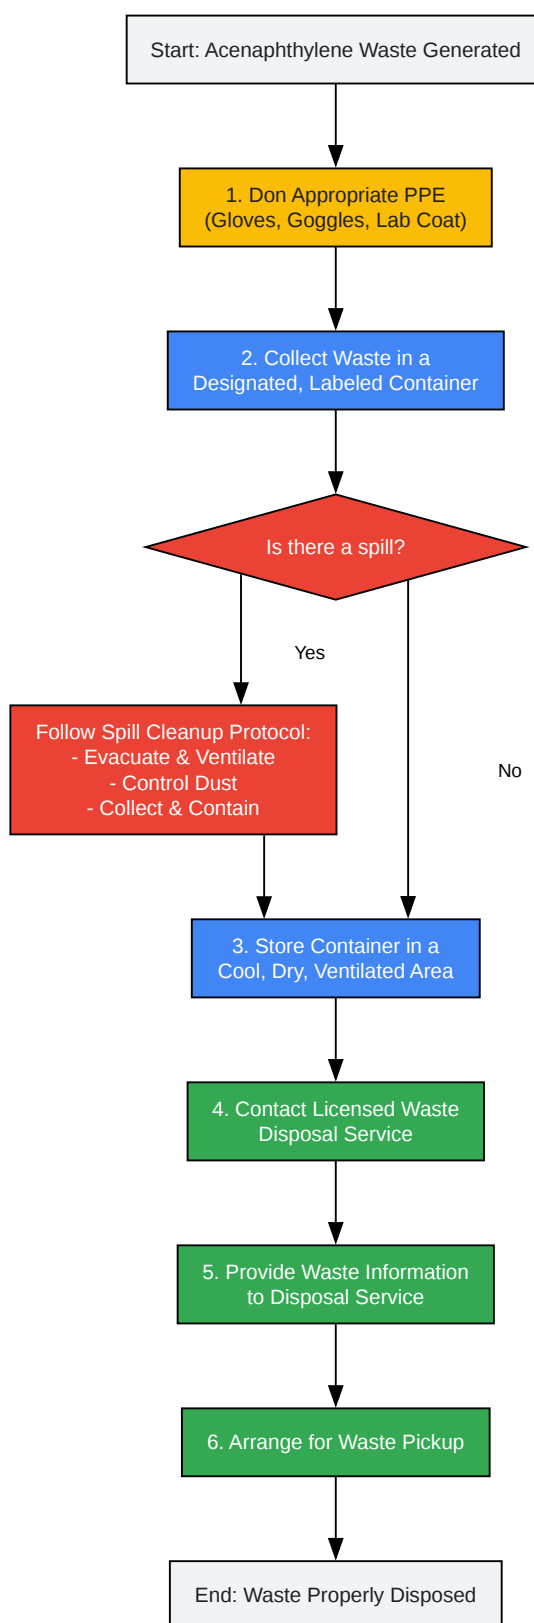 Start: Acenaphthylene Waste Generated
1. Don Appropriate PPE
(Gloves, Goggles, Lab Coat)
2. Collect Waste in a
Designated, Labeled Container
Is there a spill?
Yes
Follow Spill Cleanup Protocol:
- Evacuate & Ventilate
- Control Dust
- Collect & Contain
No
3. Store Container in a
Cool, Dry, Ventilated Area
4. Contact Licensed Waste
Disposal Service
5. Provide Waste Information
to Disposal Service
6. Arrange for Waste Pickup
End: Waste Properly Disposed